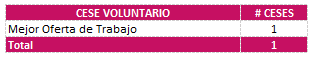 CESE VOLUNTARIO # CESES
Mejor Oferta de Trabajo 1
Total 1